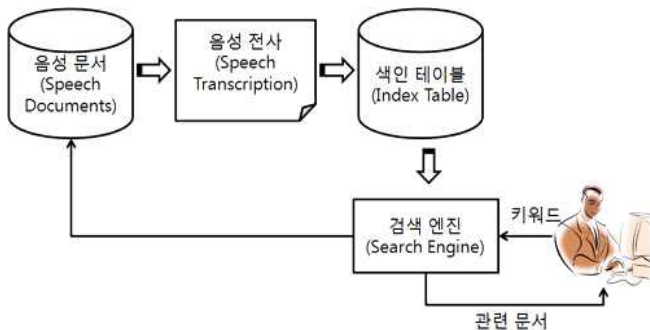 음성 문서
(Speech
Documents)
음성 전사
(Speech
Transcription)
색인 테이블
(Index Table)
검색 엔진
(Search Engine)
키워드
관련 문서